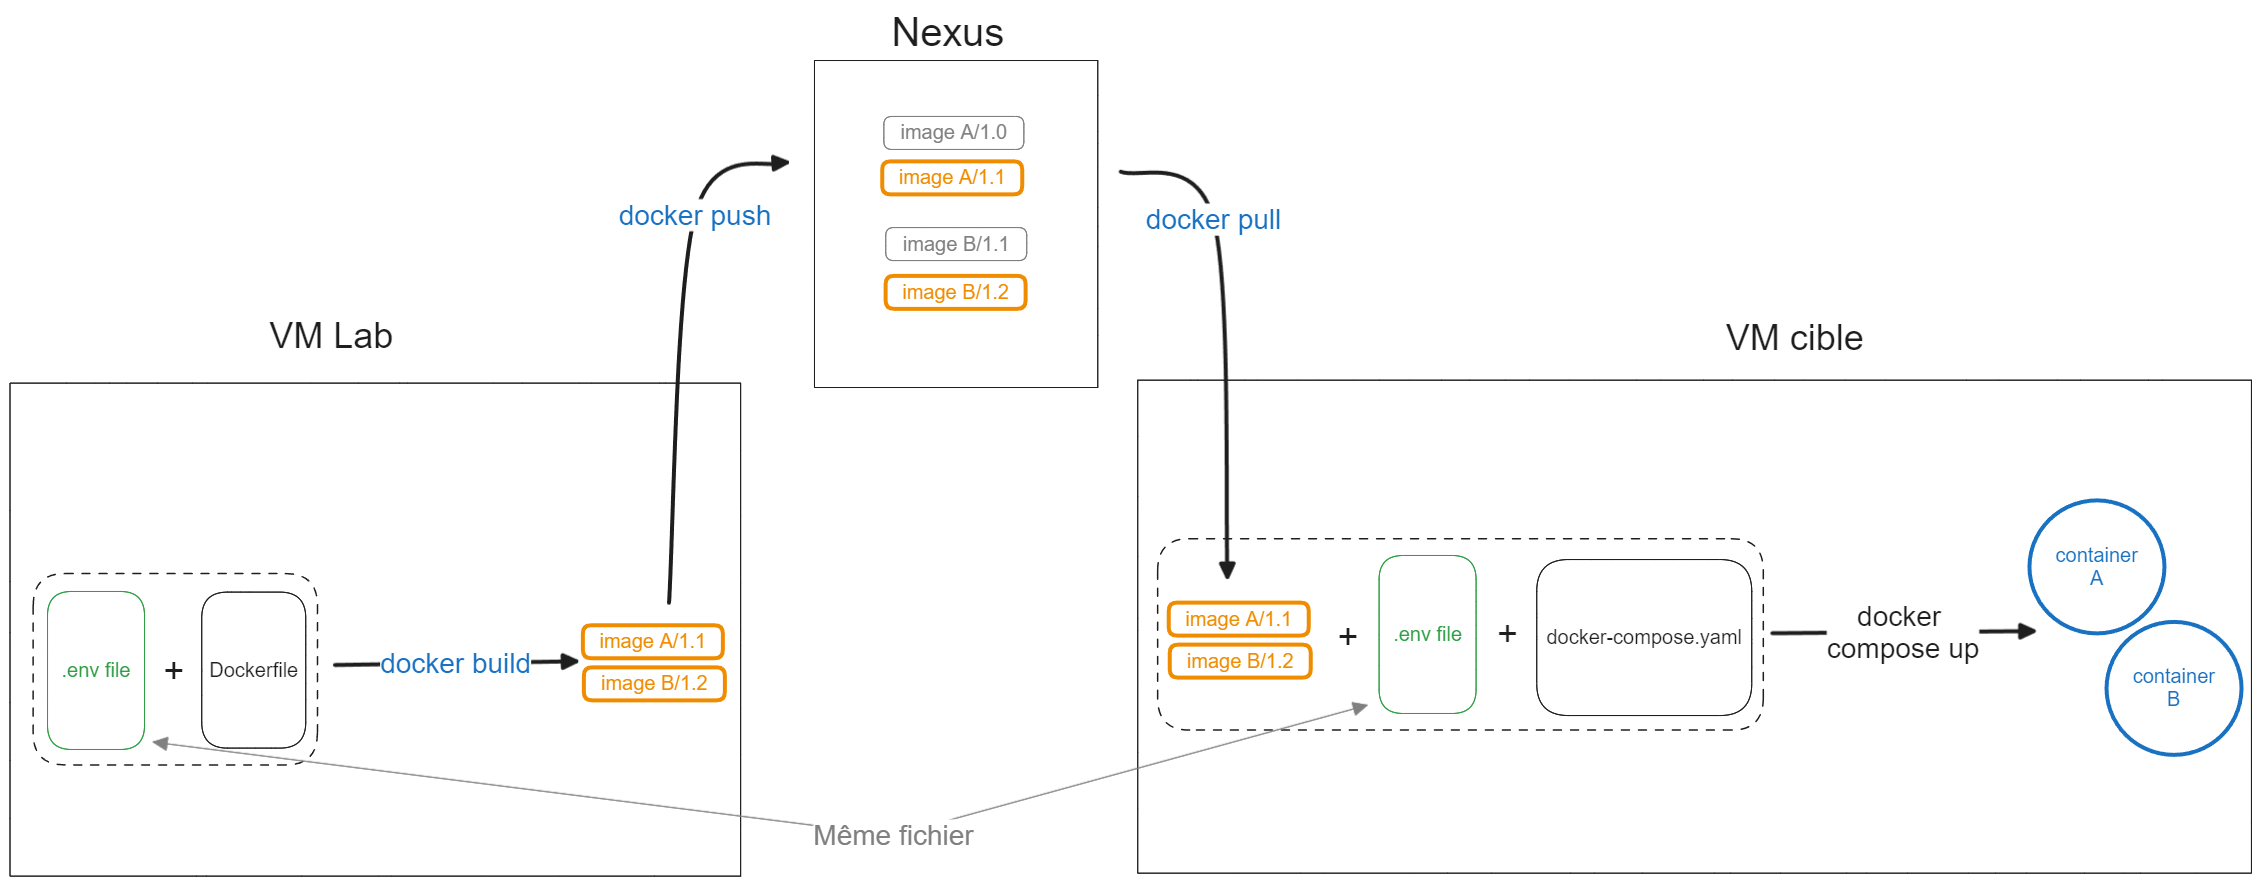 Nexus
image A/1.0
image A/1.1
image B/1.1
image B/1.2
docker push
docker pull
VM Lab
.env file
+
Dockerfile
docker build
image A/1.1
image B/1.2
VM cible
image A/1.1
image B/1.2
+
.env file
+
docker-compose.yaml
docker
compose up
container
A
container
B
Même fichier